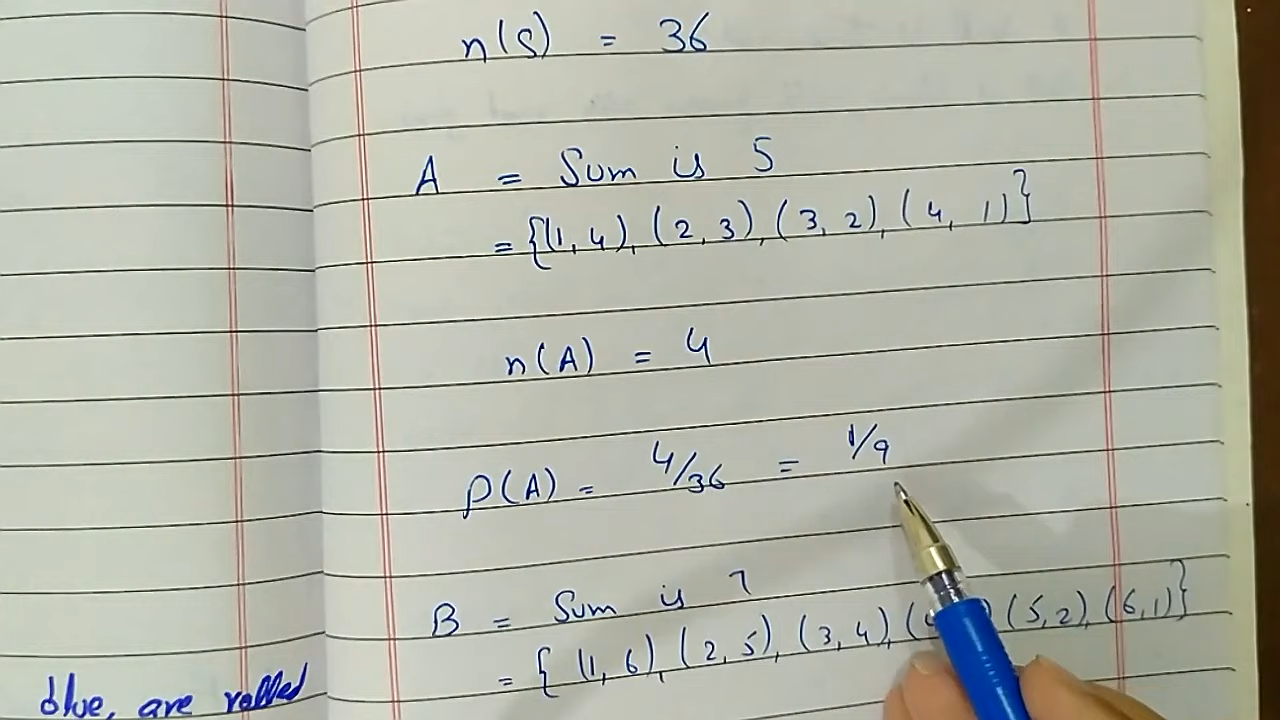 n(S) = 36
A = Sum is 5
= {(1, 4), (2, 3), (3, 2), (4, 1)}
n(A) = 4
P(A) = 4/36 = 1/9
B = Sum is 7
= { (1, 6), (2, 5), (3, 4), ( ) (5, 2), (6, 1)}
blue, are rolled